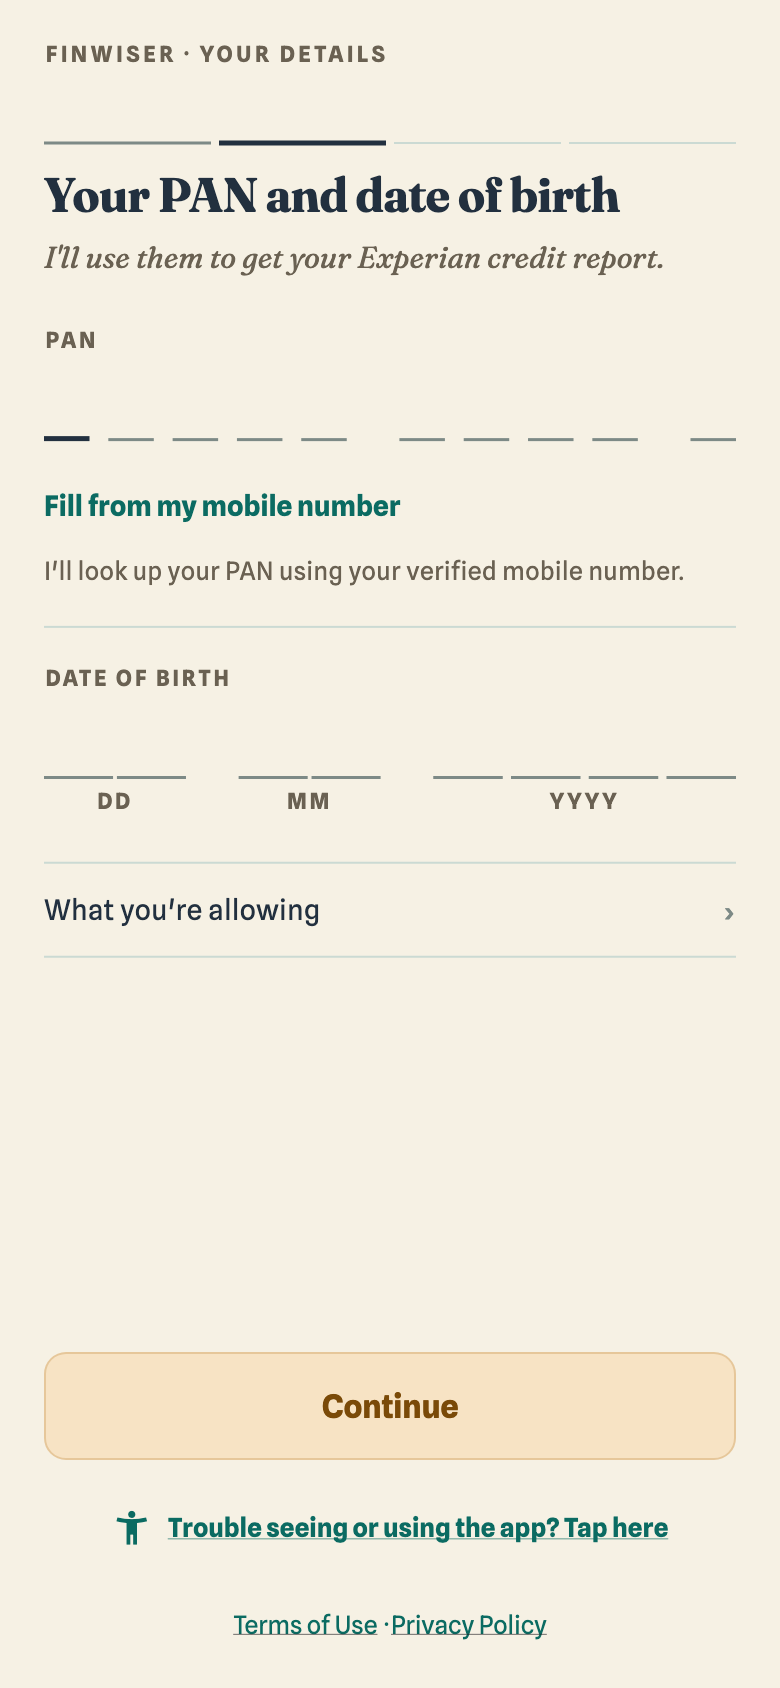 FINWISER · YOUR DETAILS
Your PAN and date of birth
I'll use them to get your Experian credit report.
PAN
Fill from my mobile number
I'll look up your PAN using your verified mobile number.
DATE OF BIRTH
DD MM YYYY
What you're allowing ›
Continue
Trouble seeing or using the app? Tap here
Terms of Use · Privacy Policy